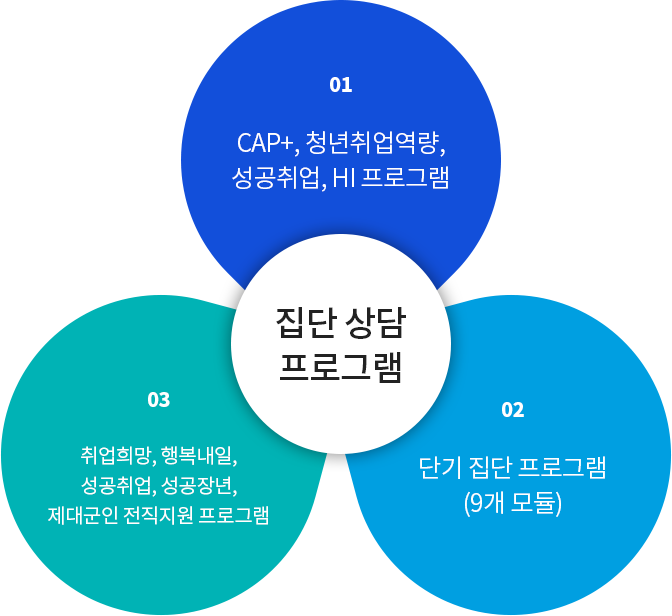 01
CAP+, 청년취업역량,
성공취업, HI 프로그램
집단 상담
프로그램
03
취업희망, 행복내일,
성공취업, 성공장년,
제대군인 전직지원 프로그램
02
단기 집단 프로그램
(9개 모듈)